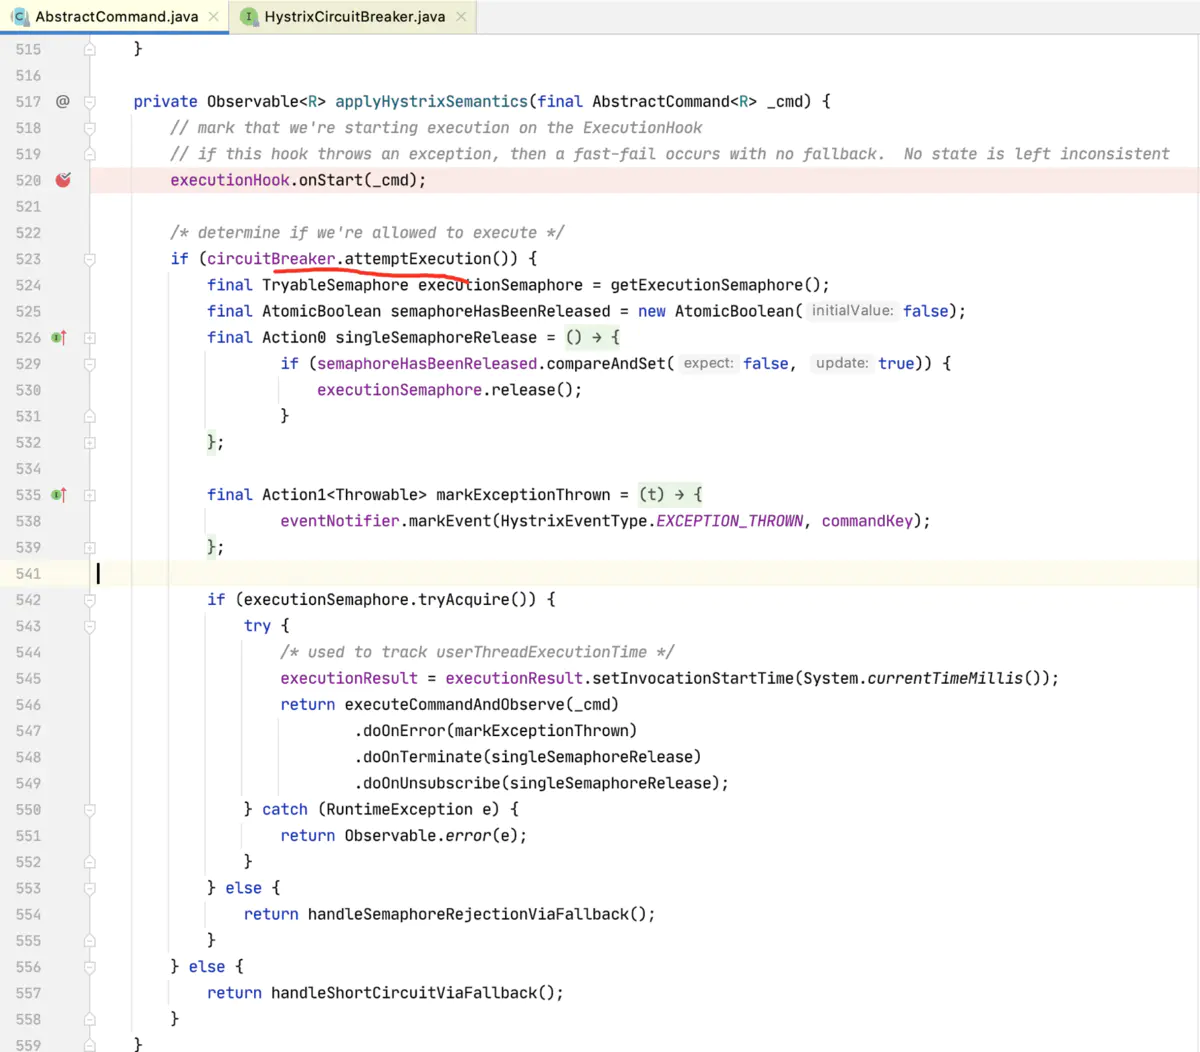 AbstractCommand.java
HystrixCircuitBreaker.java
515 }
516
517 @ private Observable<R> applyHystrixSemantics(final AbstractCommand<R> _cmd) {
518 // mark that we're starting execution on the ExecutionHook
519 // if this hook throws an exception, then a fast-fail occurs with no fallback.  No state is left inconsistent
520 executionHook.onStart(_cmd);
521
522 /* determine if we're allowed to execute */
523 if (circuitBreaker.attemptExecution()) {
524 final TryableSemaphore executionSemaphore = getExecutionSemaphore();
525 final AtomicBoolean semaphoreHasBeenReleased = new AtomicBoolean( initialValue: false);
526 final Action0 singleSemaphoreRelease = () → {
529 if (semaphoreHasBeenReleased.compareAndSet( expect: false, update: true)) {
530 executionSemaphore.release();
531 }
532 };
534
535 final Action1<Throwable> markExceptionThrown = (t) → {
538 eventNotifier.markEvent(HystrixEventType.EXCEPTION_THROWN, commandKey);
539 };
541
542 if (executionSemaphore.tryAcquire()) {
543 try {
544 /* used to track userThreadExecutionTime */
545 executionResult = executionResult.setInvocationStartTime(System.currentTimeMillis());
546 return executeCommandAndObserve(_cmd)
547 .doOnError(markExceptionThrown)
548 .doOnTerminate(singleSemaphoreRelease)
549 .doOnUnsubscribe(singleSemaphoreRelease);
550 } catch (RuntimeException e) {
551 return Observable.error(e);
552 }
553 } else {
554 return handleSemaphoreRejectionViaFallback();
555 }
556 } else {
557 return handleShortCircuitViaFallback();
558 }
559 }